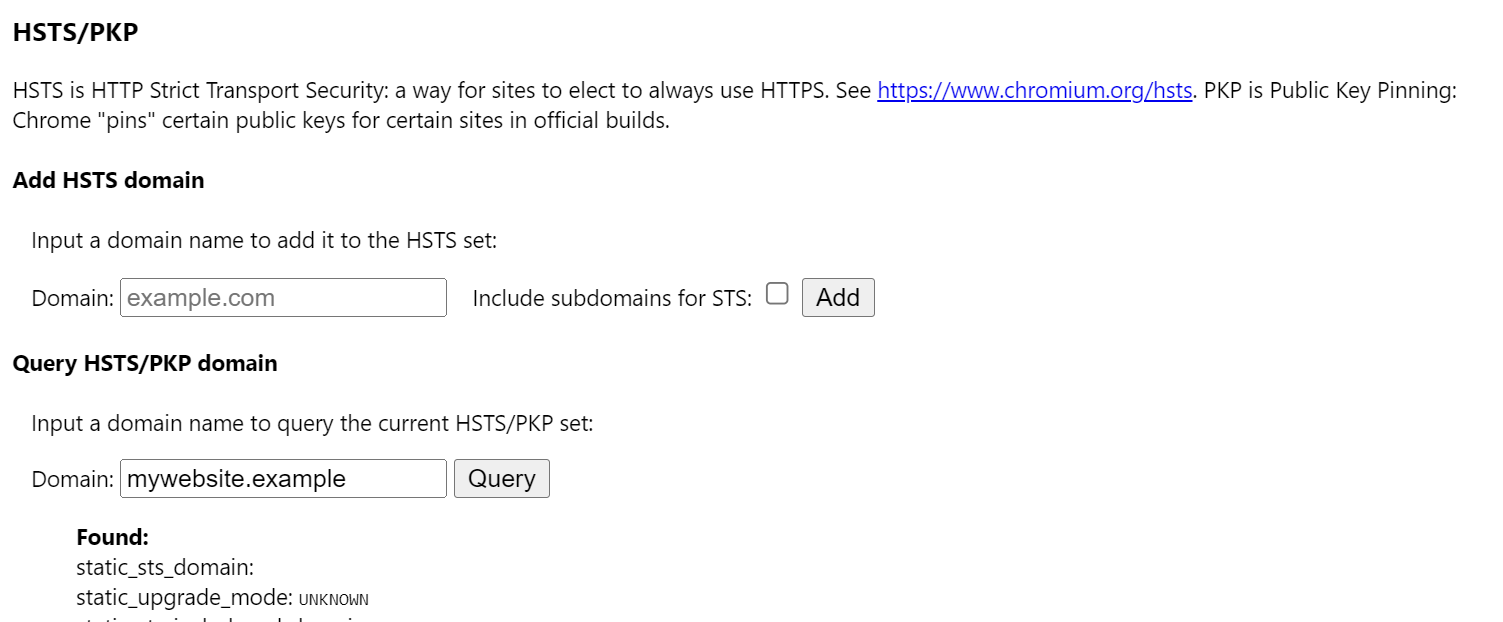 HSTS/PKP
HSTS is HTTP Strict Transport Security: a way for sites to elect to always use HTTPS. See https://www.chromium.org/hsts. PKP is Public Key Pinning:
Chrome "pins" certain public keys for certain sites in official builds.
Add HSTS domain
Input a domain name to add it to the HSTS set:
Domain: example.com Include subdomains for STS: Add
Query HSTS/PKP domain
Input a domain name to query the current HSTS/PKP set:
Domain: mywebsite.example Query
Found:
static_sts_domain:
static_upgrade_mode: UNKNOWN